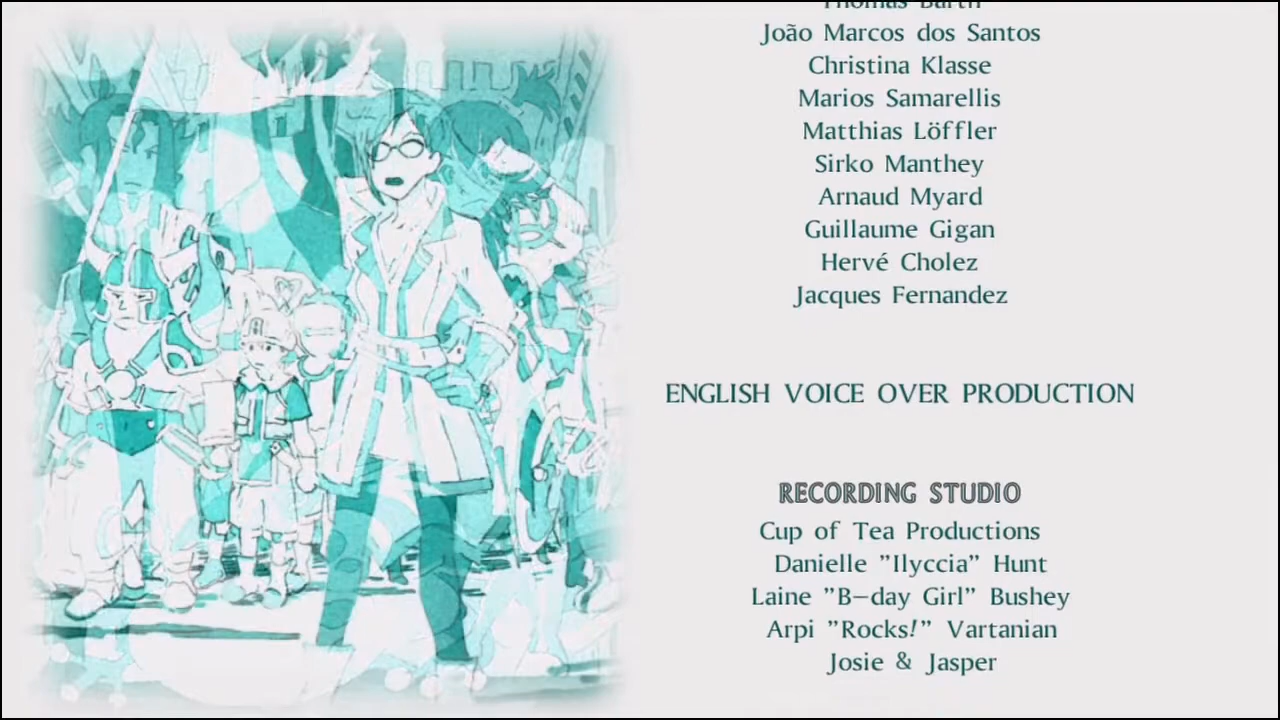 Thomas Barth
João Marcos dos Santos
Christina Klasse
Marios Samarellis
Matthias Löffler
Sirko Manthey
Arnaud Myard
Guillaume Gigan
Hervé Cholez
Jacques Fernandez
ENGLISH VOICE OVER PRODUCTION
RECORDING STUDIO
Cup of Tea Productions
Danielle "Ilyccia" Hunt
Laine "B-day Girl" Bushey
Arpi "Rocks!" Vartanian
Josie & Jasper